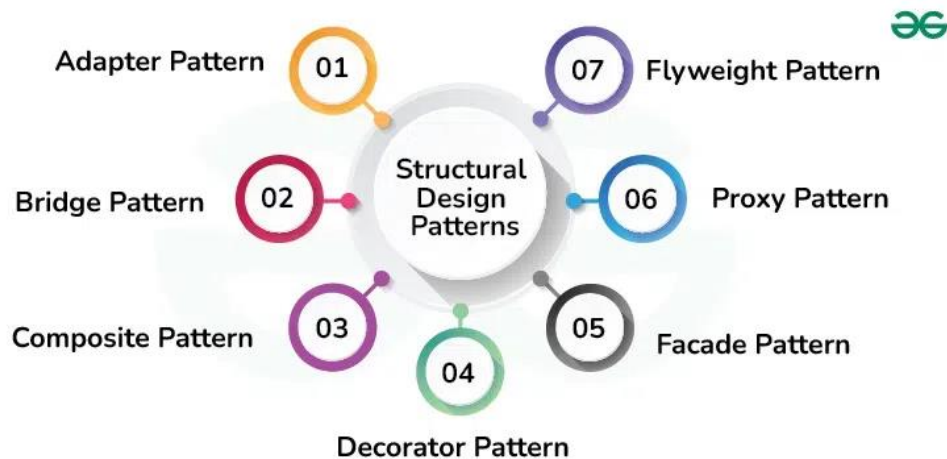 Structural
Design
Patterns
01
Adapter Pattern
02
Bridge Pattern
03
Composite Pattern
04
Decorator Pattern
05
Facade Pattern
06
Proxy Pattern
07
Flyweight Pattern